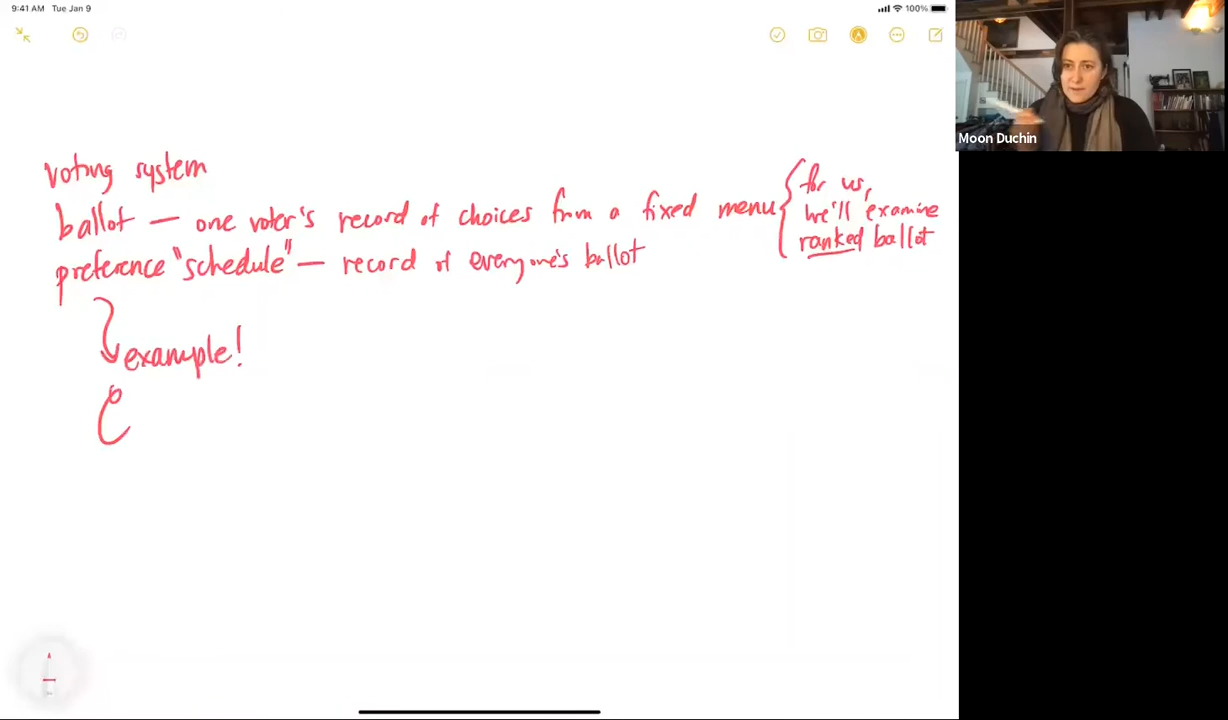 9:41 AM Tue Jan 9
100%
Moon Duchin
voting system
ballot — one voter's record of choices from a fixed menu
for us,
we'll examine
ranked ballot
preference "schedule" — record of everyone's ballot
example!